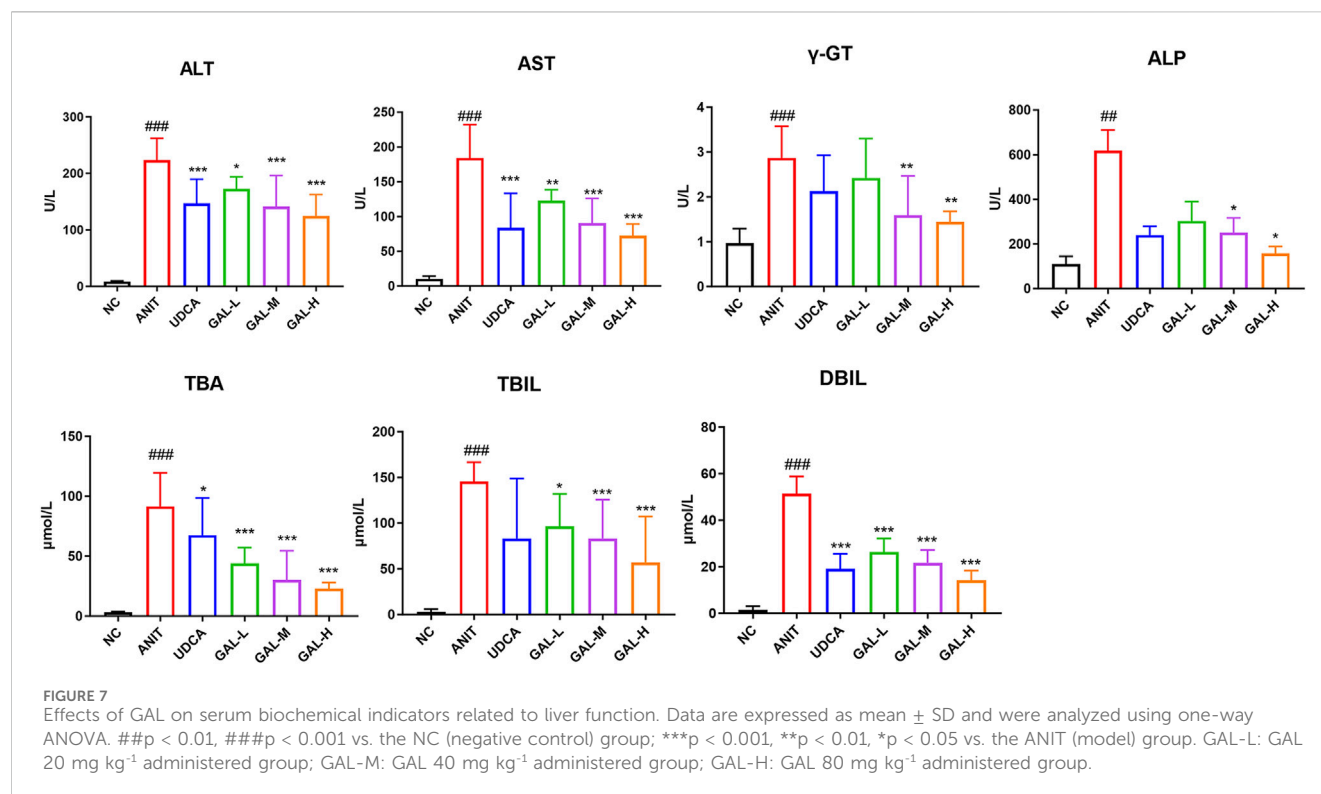 ALT
U/L
300
200
100
0
###
***
*
***
***
NC
ANIT
UDCA
GAL-L
GAL-M
GAL-H
AST
U/L
250
200
150
100
50
0
###
***
**
***
***
NC
ANIT
UDCA
GAL-L
GAL-M
GAL-H
γ-GT
U/L
4
3
2
1
0
###
**
**
NC
ANIT
UDCA
GAL-L
GAL-M
GAL-H
ALP
U/L
800
600
400
200
0
##
*
*
NC
ANIT
UDCA
GAL-L
GAL-M
GAL-H
TBA
μmol/L
150
100
50
0
###
*
***
***
***
NC
ANIT
UDCA
GAL-L
GAL-M
GAL-H
TBIL
μmol/L
200
150
100
50
0
###
*
***
***
NC
ANIT
UDCA
GAL-L
GAL-M
GAL-H
DBIL
μmol/L
80
60
40
20
0
###
***
***
***
***
NC
ANIT
UDCA
GAL-L
GAL-M
GAL-H
FIGURE 7
Effects of GAL on serum biochemical indicators related to liver function. Data are expressed as mean ± SD and were analyzed using one-way
ANOVA. ##p < 0.01, ###p < 0.001 vs. the NC (negative control) group; ***p < 0.001, **p < 0.01, *p < 0.05 vs. the ANIT (model) group. GAL-L: GAL
20 mg kg⁻¹ administered group; GAL-M: GAL 40 mg kg⁻¹ administered group; GAL-H: GAL 80 mg kg⁻¹ administered group.